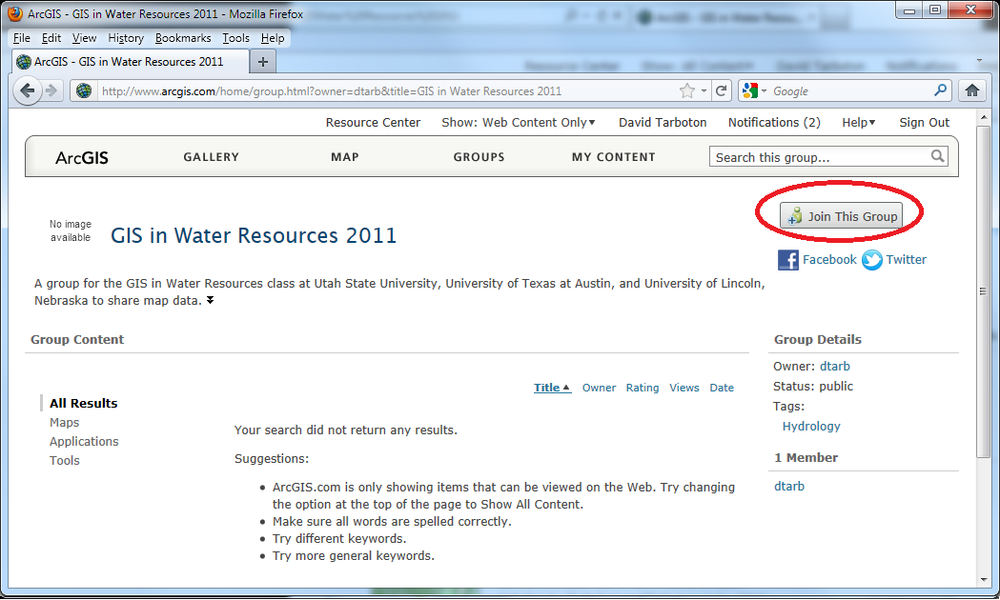 ArcGIS - GIS in Water Resources 2011 - Mozilla Firefox
File Edit View History Bookmarks Tools Help
ArcGIS - GIS in Water Resources 2011 +
http://www.arcgis.com/home/group.html?owner=dtarb&title=GIS in Water Resources 2011 Google
Resource Center Show: Web Content Only▾ David Tarboton Notifications (2) Help▾ Sign Out
ArcGIS GALLERY MAP GROUPS MY CONTENT Search this group...
No image
available
GIS in Water Resources 2011
Join This Group
Facebook Twitter
A group for the GIS in Water Resources class at Utah State University, University of Texas at Austin, and University of Lincoln,
Nebraska to share map data.
Group Content
Title ▲ Owner Rating Views Date
All Results
Maps
Applications
Tools
Your search did not return any results.
Suggestions:
• ArcGIS.com is only showing items that can be viewed on the Web. Try changing
the option at the top of the page to Show All Content.
• Make sure all words are spelled correctly.
• Try different keywords.
• Try more general keywords.
Group Details
Owner: dtarb
Status: public
Tags:
Hydrology
1 Member
dtarb